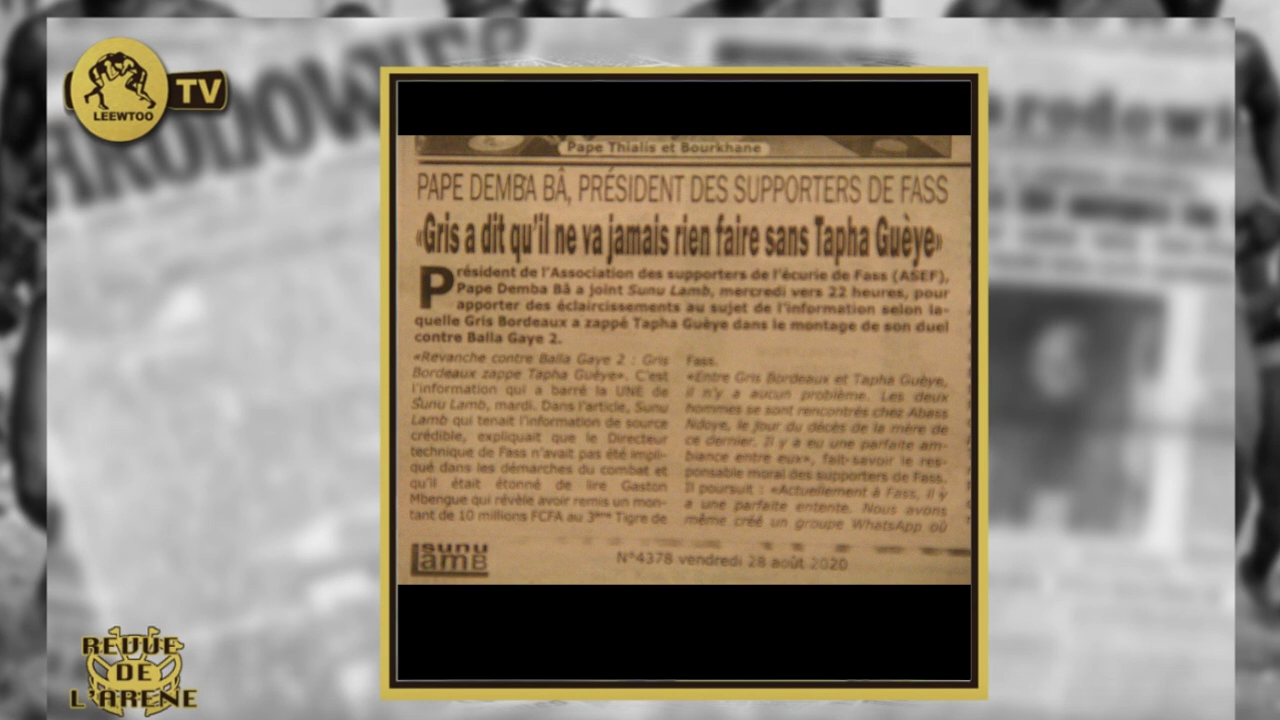 LEEWTOO
TV
ARODOW
arodewt
Pape Thialis et Bourkhane
PAPE DEMBA BÂ, PRÉSIDENT DES SUPPORTERS DE FASS
«Gris a dit qu'il ne va jamais rien faire sans Tapha Guèye»
Président de l'Association des supporters de l'écurie de Fass (ASEF),
Pape Demba Bâ a joint Sunu Lamb, mercredi vers 22 heures, pour
apporter des éclaircissements au sujet de l'information selon la-
quelle Gris Bordeaux a zappé Tapha Guèye dans le montage de son duel
contre Balla Gaye 2.
«Revanche contre Balla Gaye 2 : Gris
Bordeaux zappe Tapha Guèye». C'est
l'information qui a barré la UNE de
Sunu Lamb, mardi. Dans l'article, Sunu
Lamb qui tenait l'information de source
crédible, expliquait que le Directeur
technique de Fass n'avait pas été impli-
qué dans les démarches du combat et
qu'il était étonné de lire Gaston
Mbengue qui révèle avoir remis un mon-
tant de 10 millions FCFA au 3ème Tigre de
Fass.
«Entre Gris Bordeaux et Tapha Guèye,
il n'y a aucun problème. Les deux
hommes se sont rencontrés chez Abass
Ndoye, le jour du décès de la mère de
ce dernier. Il y a eu une parfaite am-
biance entre eux», fait-savoir le res-
ponsable moral des supporters de Fass.
Il poursuit : «Actuellement à Fass, il y
a une parfaite entente. Nous avons
même créé un groupe WhatsApp où
sunu
lamb
N°4378 vendredi 28 août 2020
REVUE
DE
L'ARENE